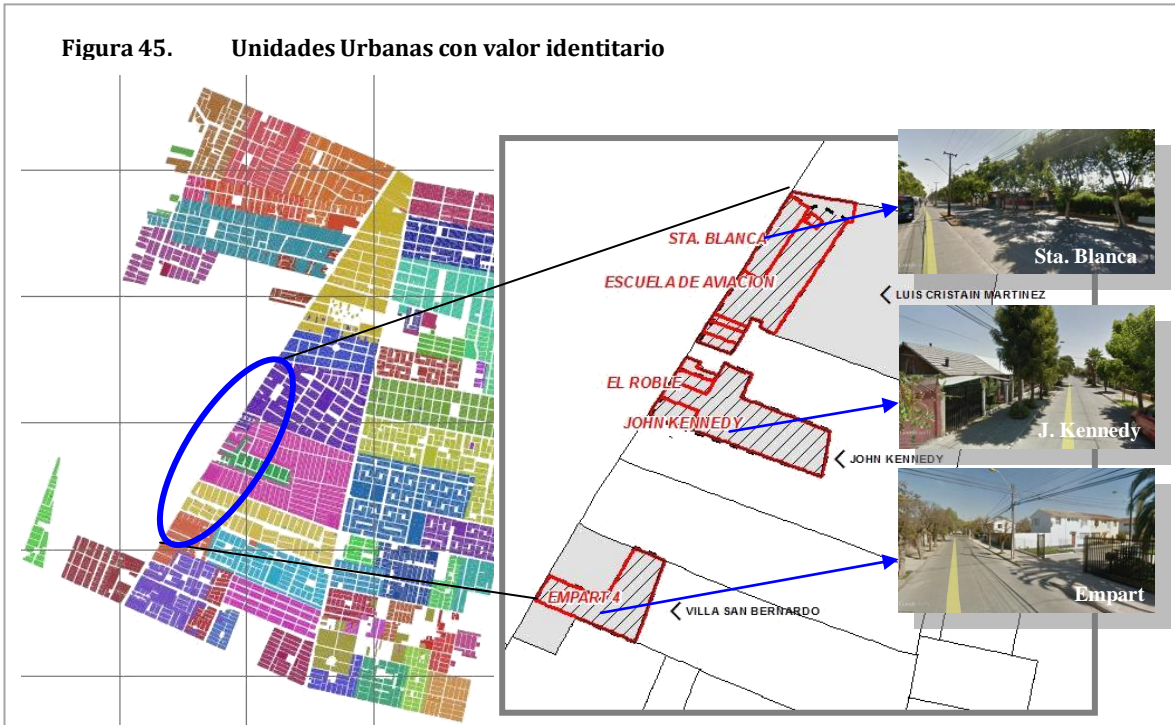 Figura 45. Unidades Urbanas con valor identitario
STA. BLANCA
Sta. Blanca
ESCUELA DE AVIACION
LUIS CRISTAIN MARTINEZ
EL ROBLE
JOHN KENNEDY
J. Kennedy
JOHN KENNEDY
EMPART 4
VILLA SAN BERNARDO
Empart